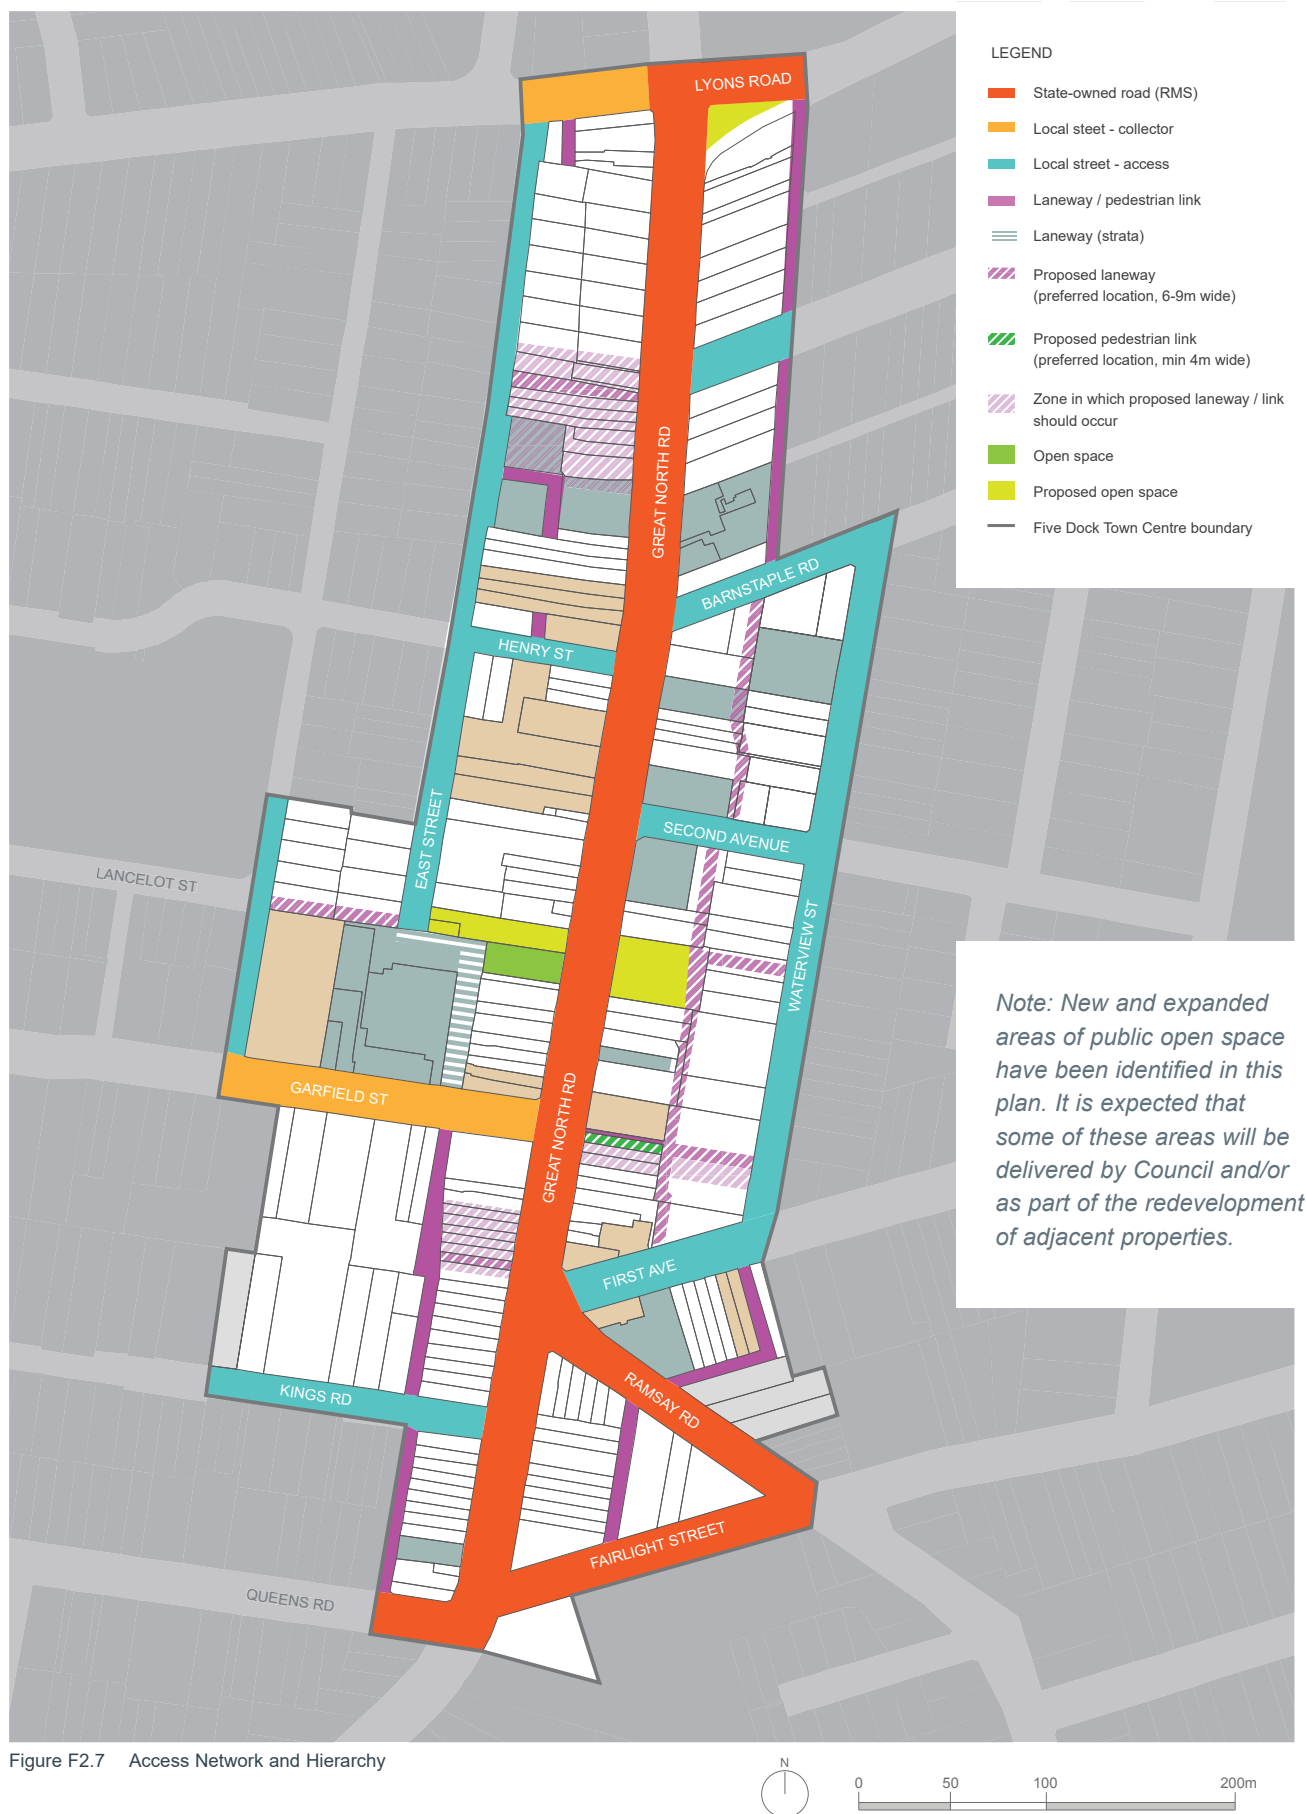 LEGEND
State-owned road (RMS)
Local steet - collector
Local street - access
Laneway / pedestrian link
Laneway (strata)
Proposed laneway
(preferred location, 6-9m wide)
Proposed pedestrian link
(preferred location, min 4m wide)
Zone in which proposed laneway / link
should occur
Open space
Proposed open space
Five Dock Town Centre boundary
LYONS ROAD
GREAT NORTH RD
BARNSTAPLE RD
HENRY ST
EAST STREET
SECOND AVENUE
LANCELOT ST
WATERVIEW ST
GARFIELD ST
GREAT NORTH RD
FIRST AVE
KINGS RD
RAMSAY RD
FAIRLIGHT STREET
QUEENS RD
Note: New and expanded
areas of public open space
have been identified in this
plan. It is expected that
some of these areas will be
delivered by Council and/or
as part of the redevelopment
of adjacent properties.
Figure F2.7 Access Network and Hierarchy
N
0 50 100 200m